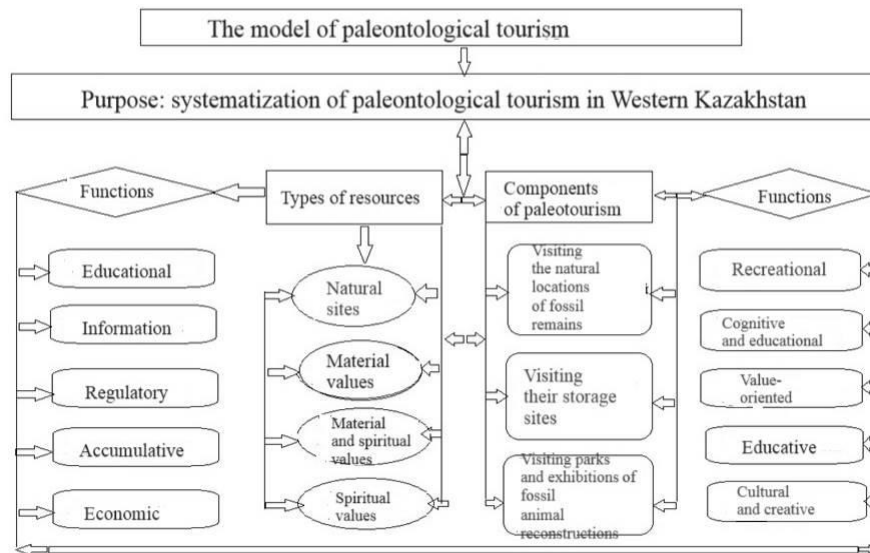 The model of paleontological tourism
Purpose: systematization of paleontological tourism in Western Kazakhstan
Functions
Types of resources
Components
of paleotourism
Functions
Educational
Information
Regulatory
Accumulative
Economic
Natural
sites
Material
values
Material
and spiritual
values
Spiritual
values
Visiting
the natural
locations
of fossil
remains
Visiting
their storage
sites
Visiting parks
and exhibitions of
fossil
animal
reconstructions
Recreational
Cognitive
and educational
Value-
oriented
Educative
Cultural
and creative